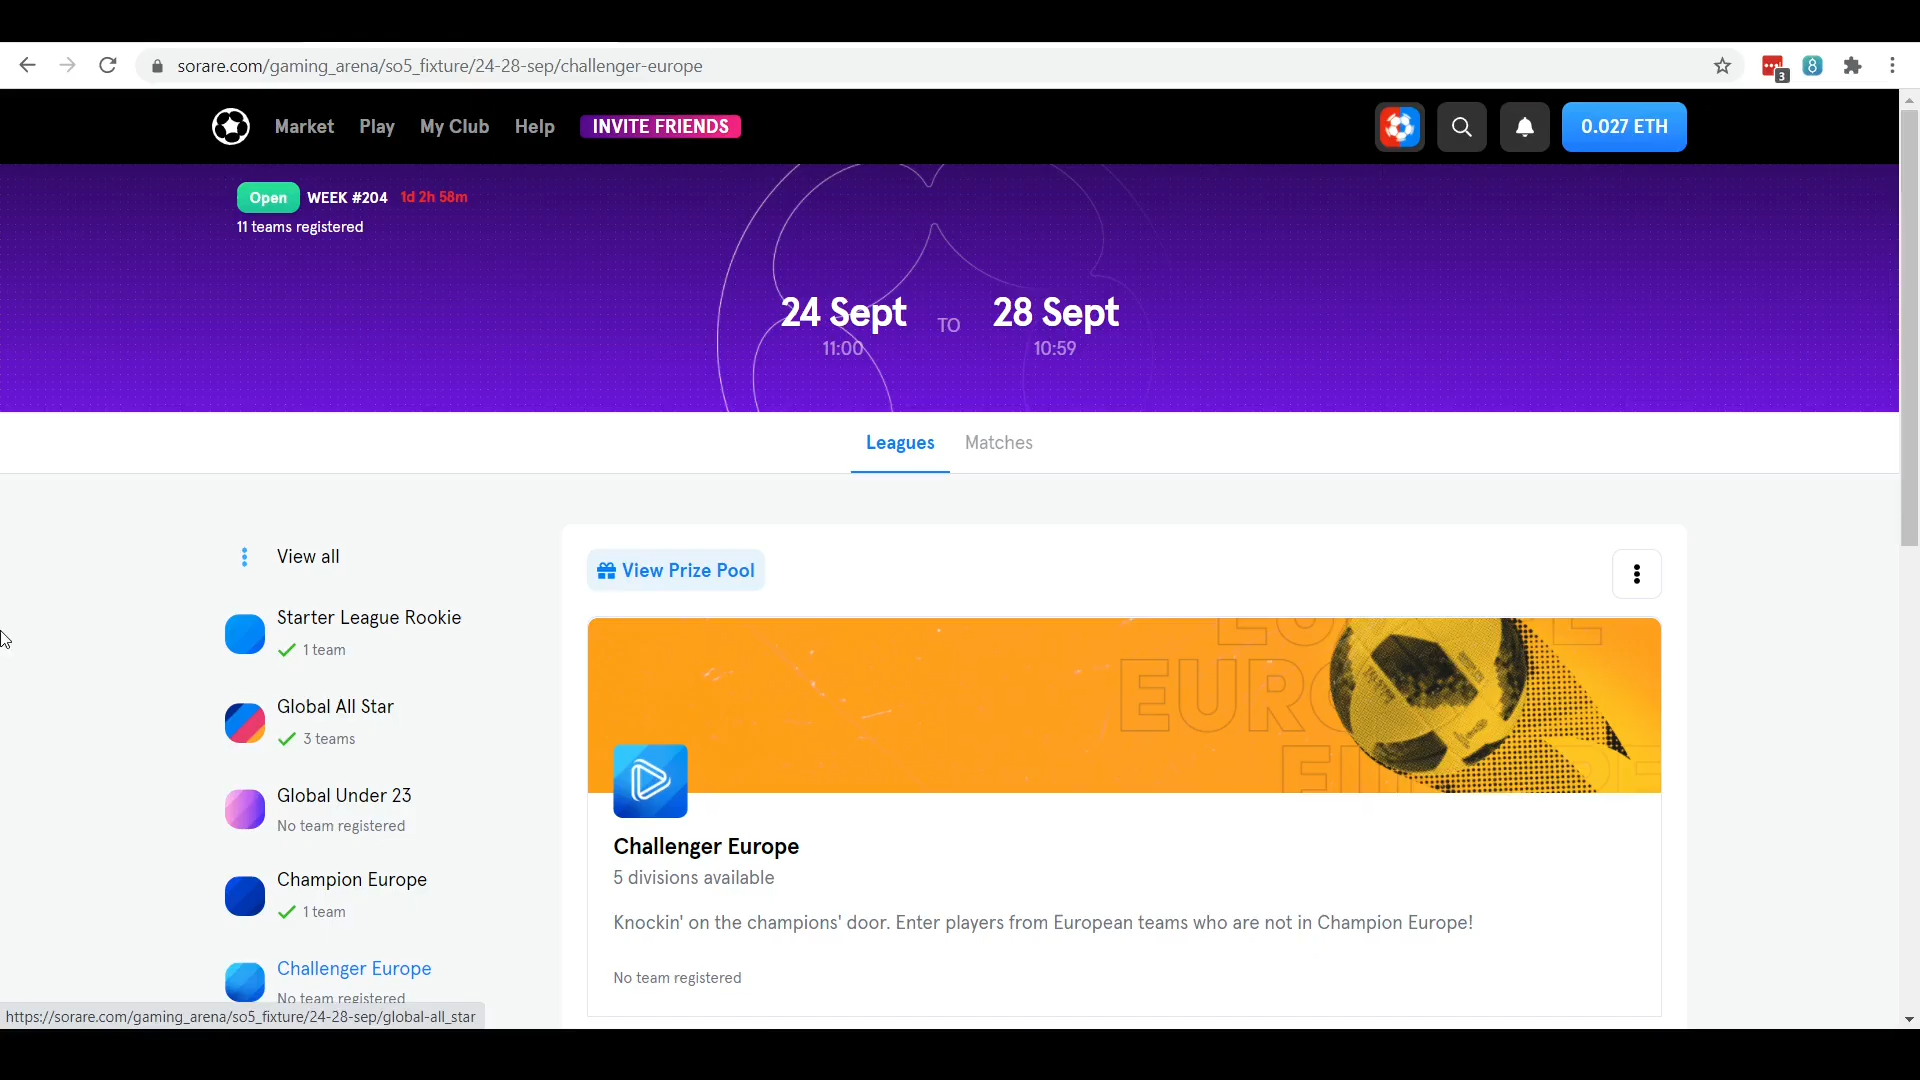 sorare.com/gaming_arena/so5_fixture/24-28-sep/challenger-europe
3
8
Market Play My Club Help INVITE FRIENDS 0.027 ETH
Open WEEK #204 1d 2h 58m
11 teams registered
24 Sept TO 28 Sept
11:00 10:59
Leagues Matches
View all
Starter League Rookie
1 team
Global All Star
3 teams
Global Under 23
No team registered
Champion Europe
1 team
Challenger Europe
No team registered
View Prize Pool
EURO
Challenger Europe
5 divisions available
Knockin' on the champions' door. Enter players from European teams who are not in Champion Europe!
No team registered
https://sorare.com/gaming_arena/so5_fixture/24-28-sep/global-all_star